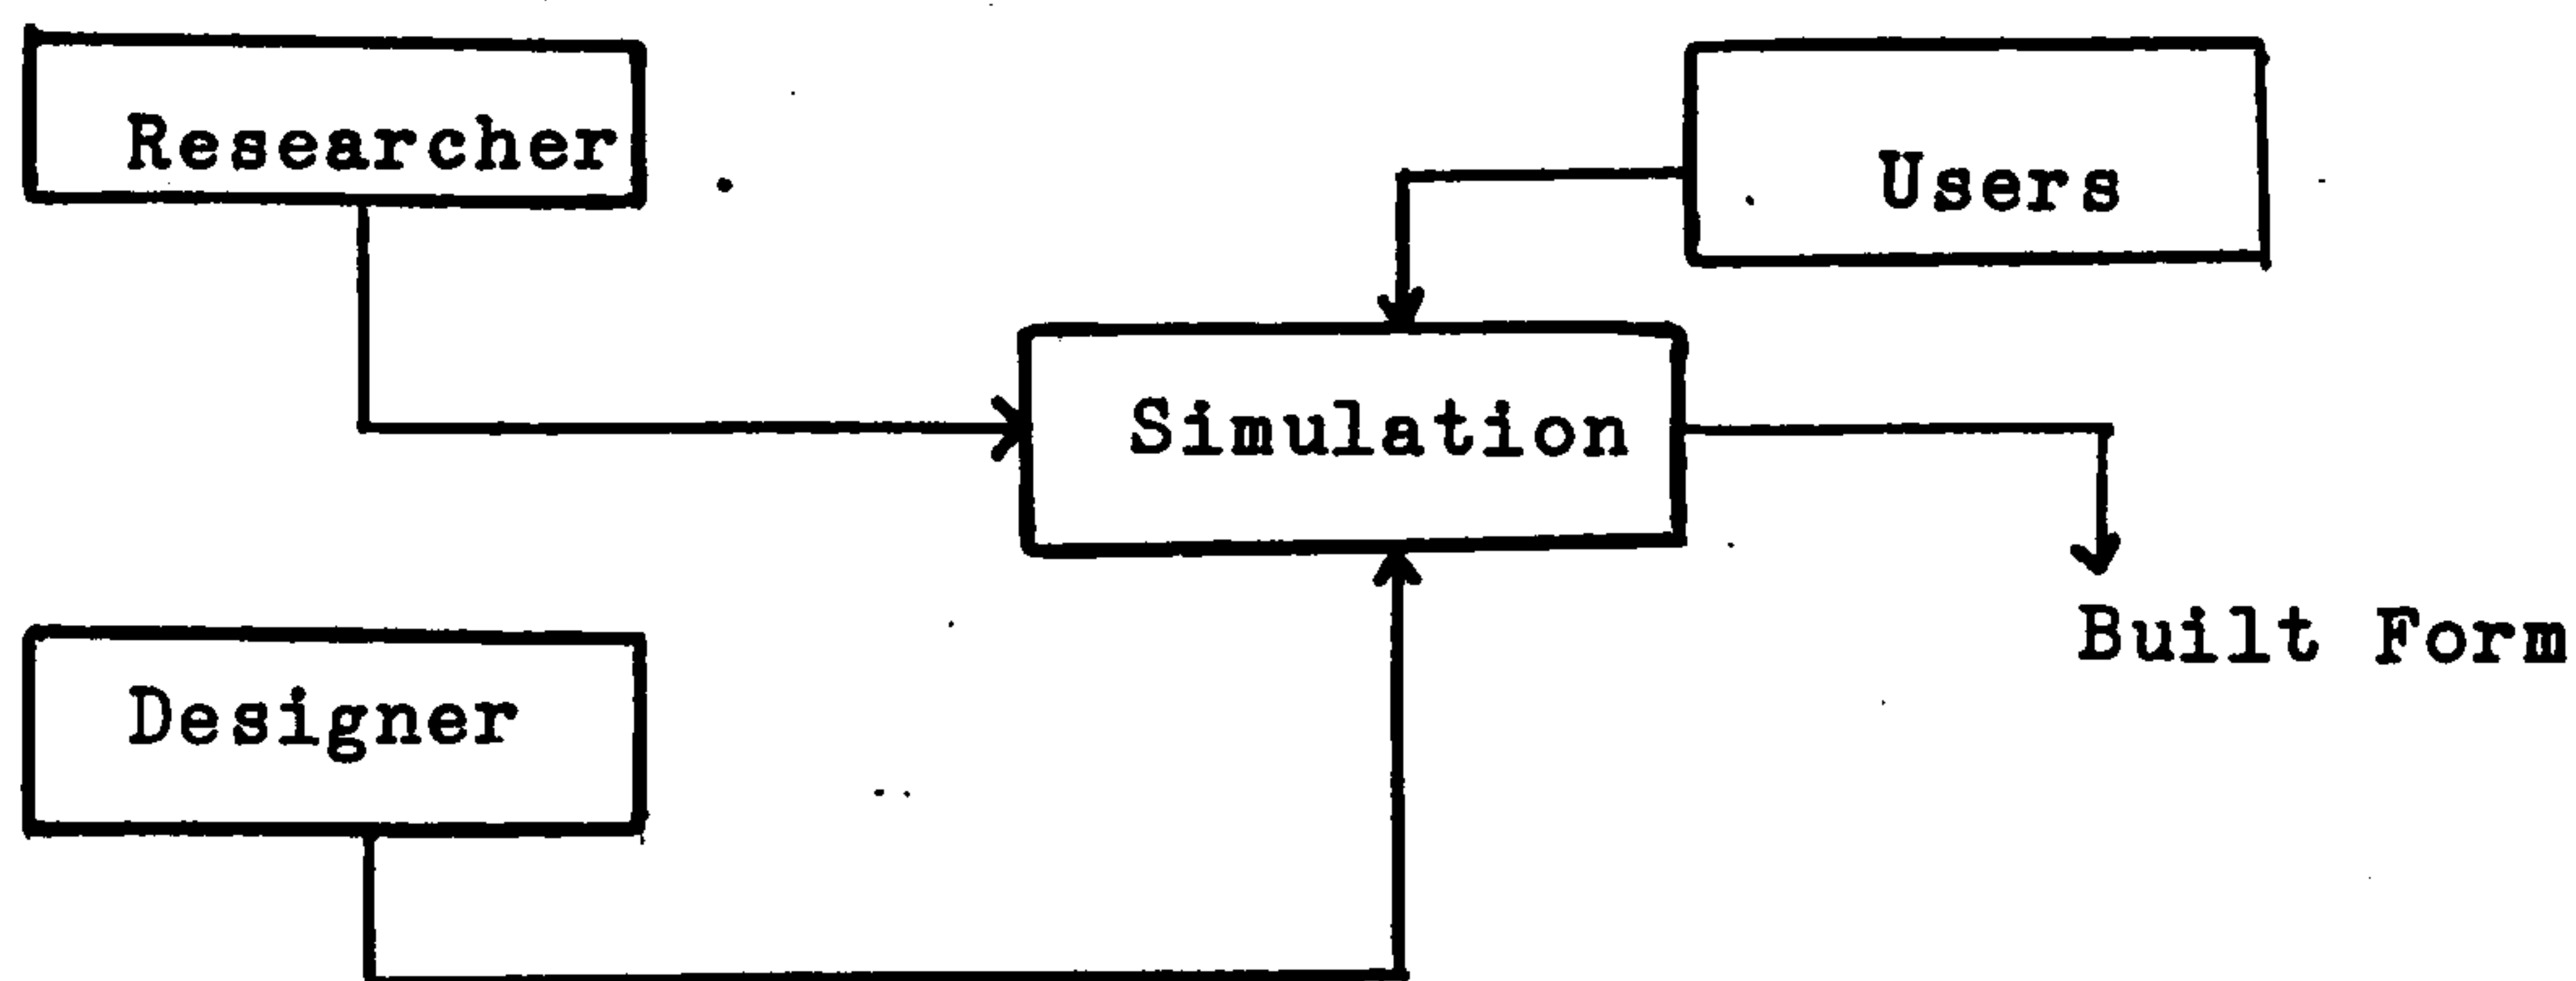 Researcher
Users
Simulation
Built Form
Designer